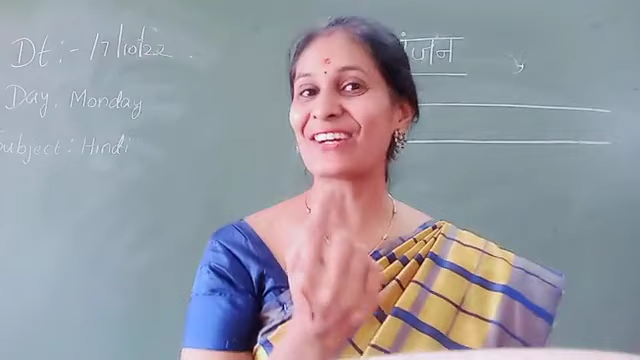 Dt :- 17/10/22.
ंजन
Day. Monday
Subject : Hindi